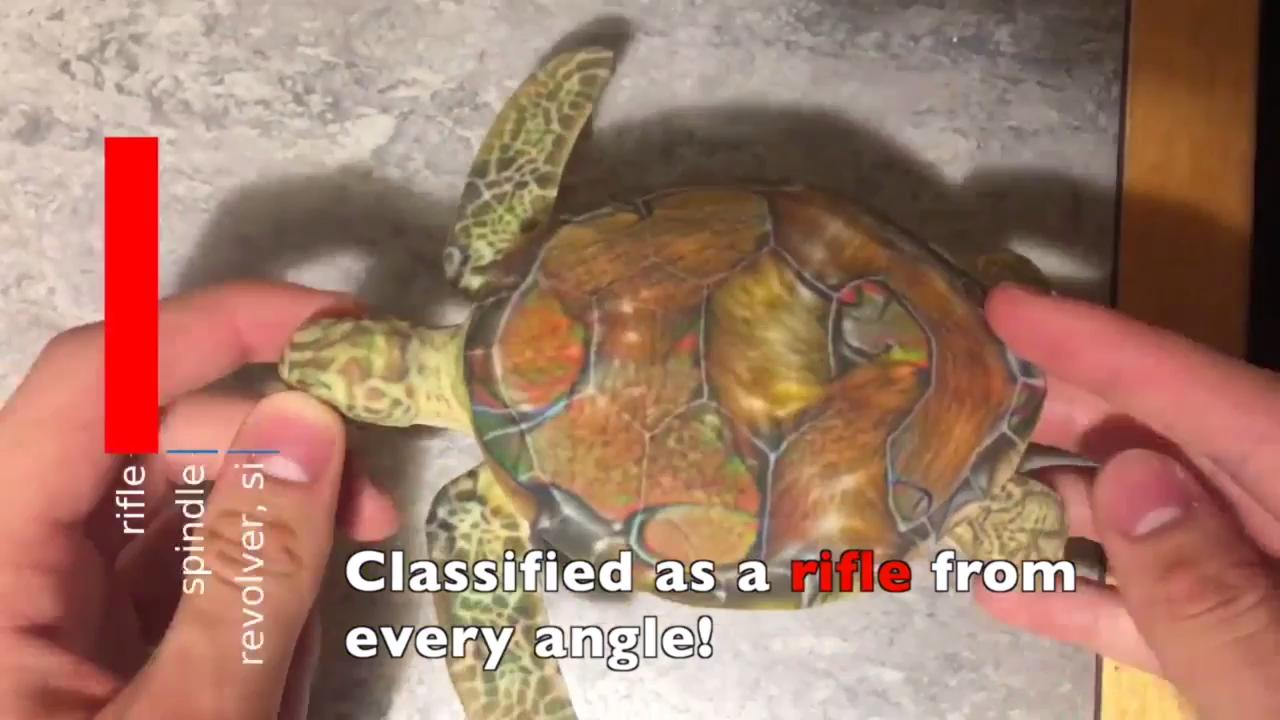 rifle
spindle
revolver, si
Classified as a rifle from
every angle!